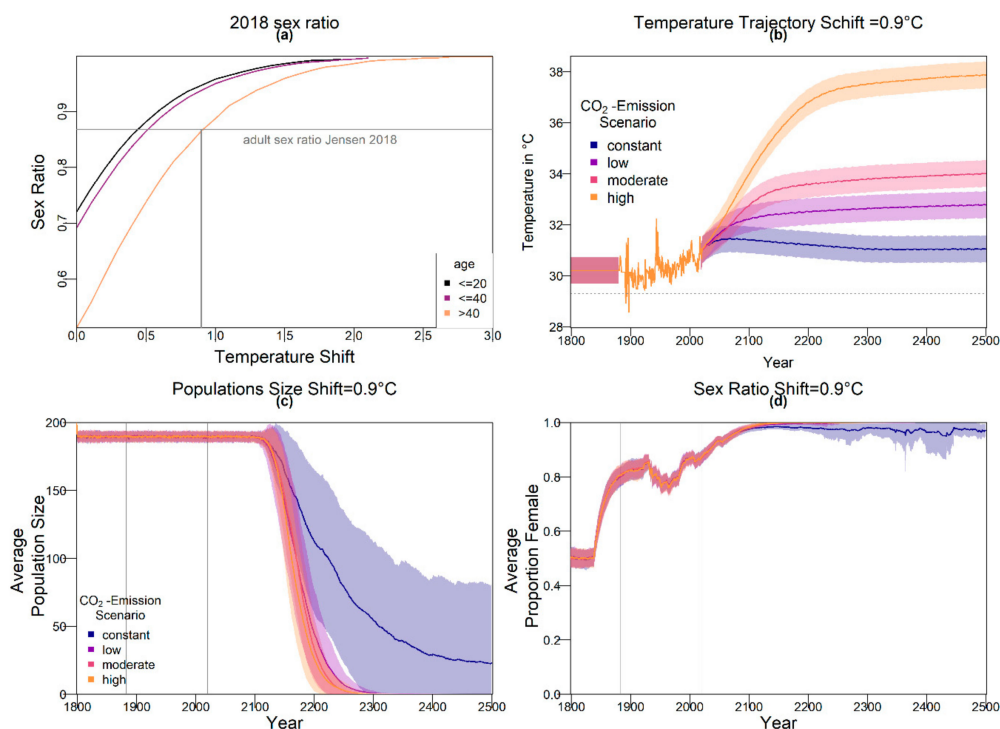 2018 sex ratio
(a)
0,9
0,8
0,7
0,6
Sex Ratio
adult sex ratio Jensen 2018
age
<=20
<=40
>40
0|0 0|5 1|0 1|5 2|0 2|5 3|0
Temperature Shift
Temperature Trajectory Schift =0.9°C
(b)
38
36
34
32
30
28
Temperature in °C
CO2 -Emission
Scenario
constant
low
moderate
high
1800 1900 2000 2100 2200 2300 2400 2500
Year
Populations Size Shift=0.9°C
(c)
200
150
100
50
0
Average
Population Size
CO2 -Emission
Scenario
constant
low
moderate
high
1800 1900 2000 2100 2200 2300 2400 2500
Year
Sex Ratio Shift=0.9°C
(d)
1.0
0.8
0.6
0.4
0.2
0.0
Average
Proportion Female
1800 1900 2000 2100 2200 2300 2400 2500
Year